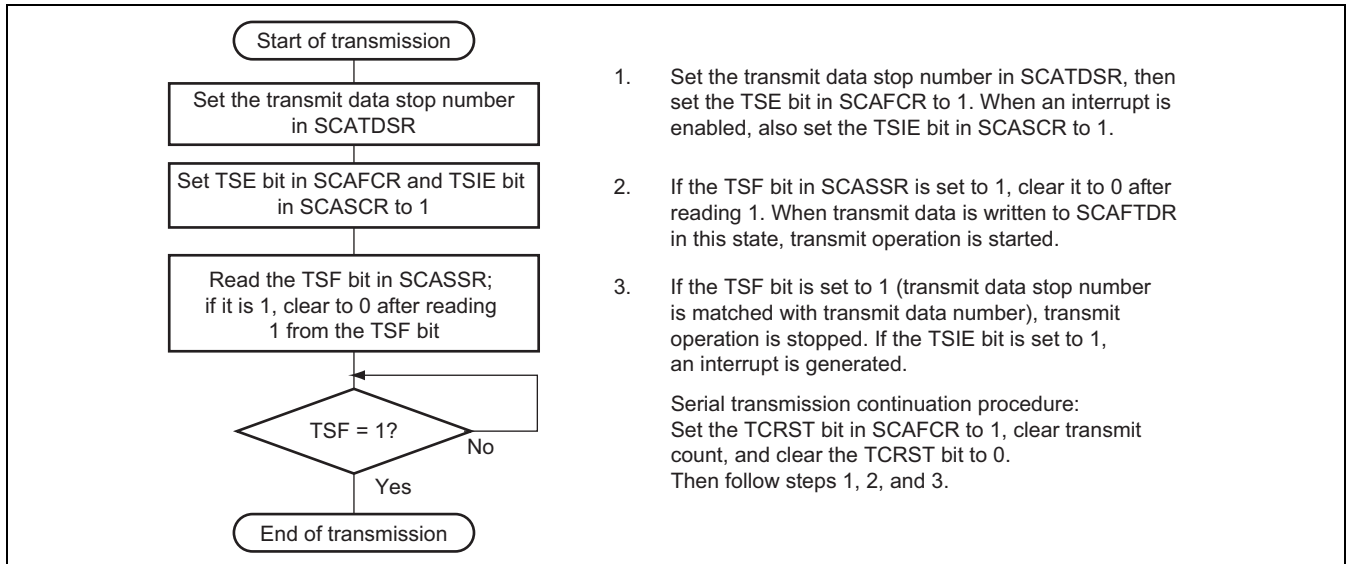 Start of transmission
Set the transmit data stop number
in SCATDSR
Set TSE bit in SCAFCR and TSIE bit
in SCASCR to 1
Read the TSF bit in SCASSR;
if it is 1, clear to 0 after reading
1 from the TSF bit
TSF = 1?
No
Yes
End of transmission
1. Set the transmit data stop number in SCATDSR, then
set the TSE bit in SCAFCR to 1. When an interrupt is
enabled, also set the TSIE bit in SCASCR to 1.
2. If the TSF bit in SCASSR is set to 1, clear it to 0 after
reading 1. When transmit data is written to SCAFTDR
in this state, transmit operation is started.
3. If the TSF bit is set to 1 (transmit data stop number
is matched with transmit data number), transmit
operation is stopped. If the TSIE bit is set to 1,
an interrupt is generated.
Serial transmission continuation procedure:
Set the TCRST bit in SCAFCR to 1, clear transmit
count, and clear the TCRST bit to 0.
Then follow steps 1, 2, and 3.